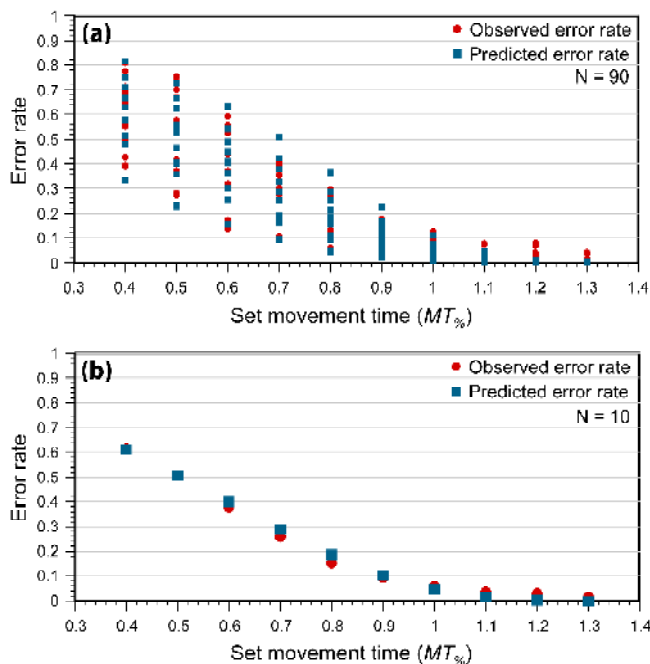 (a)
Observed error rate
Predicted error rate
N = 90
Error rate
1
0.9
0.8
0.7
0.6
0.5
0.4
0.3
0.2
0.1
0
0.3 0.4 0.5 0.6 0.7 0.8 0.9 1 1.1 1.2 1.3 1.4
Set movement time (MT%)
(b)
Observed error rate
Predicted error rate
N = 10
Error rate
1
0.9
0.8
0.7
0.6
0.5
0.4
0.3
0.2
0.1
0
0.3 0.4 0.5 0.6 0.7 0.8 0.9 1 1.1 1.2 1.3 1.4
Set movement time (MT%)